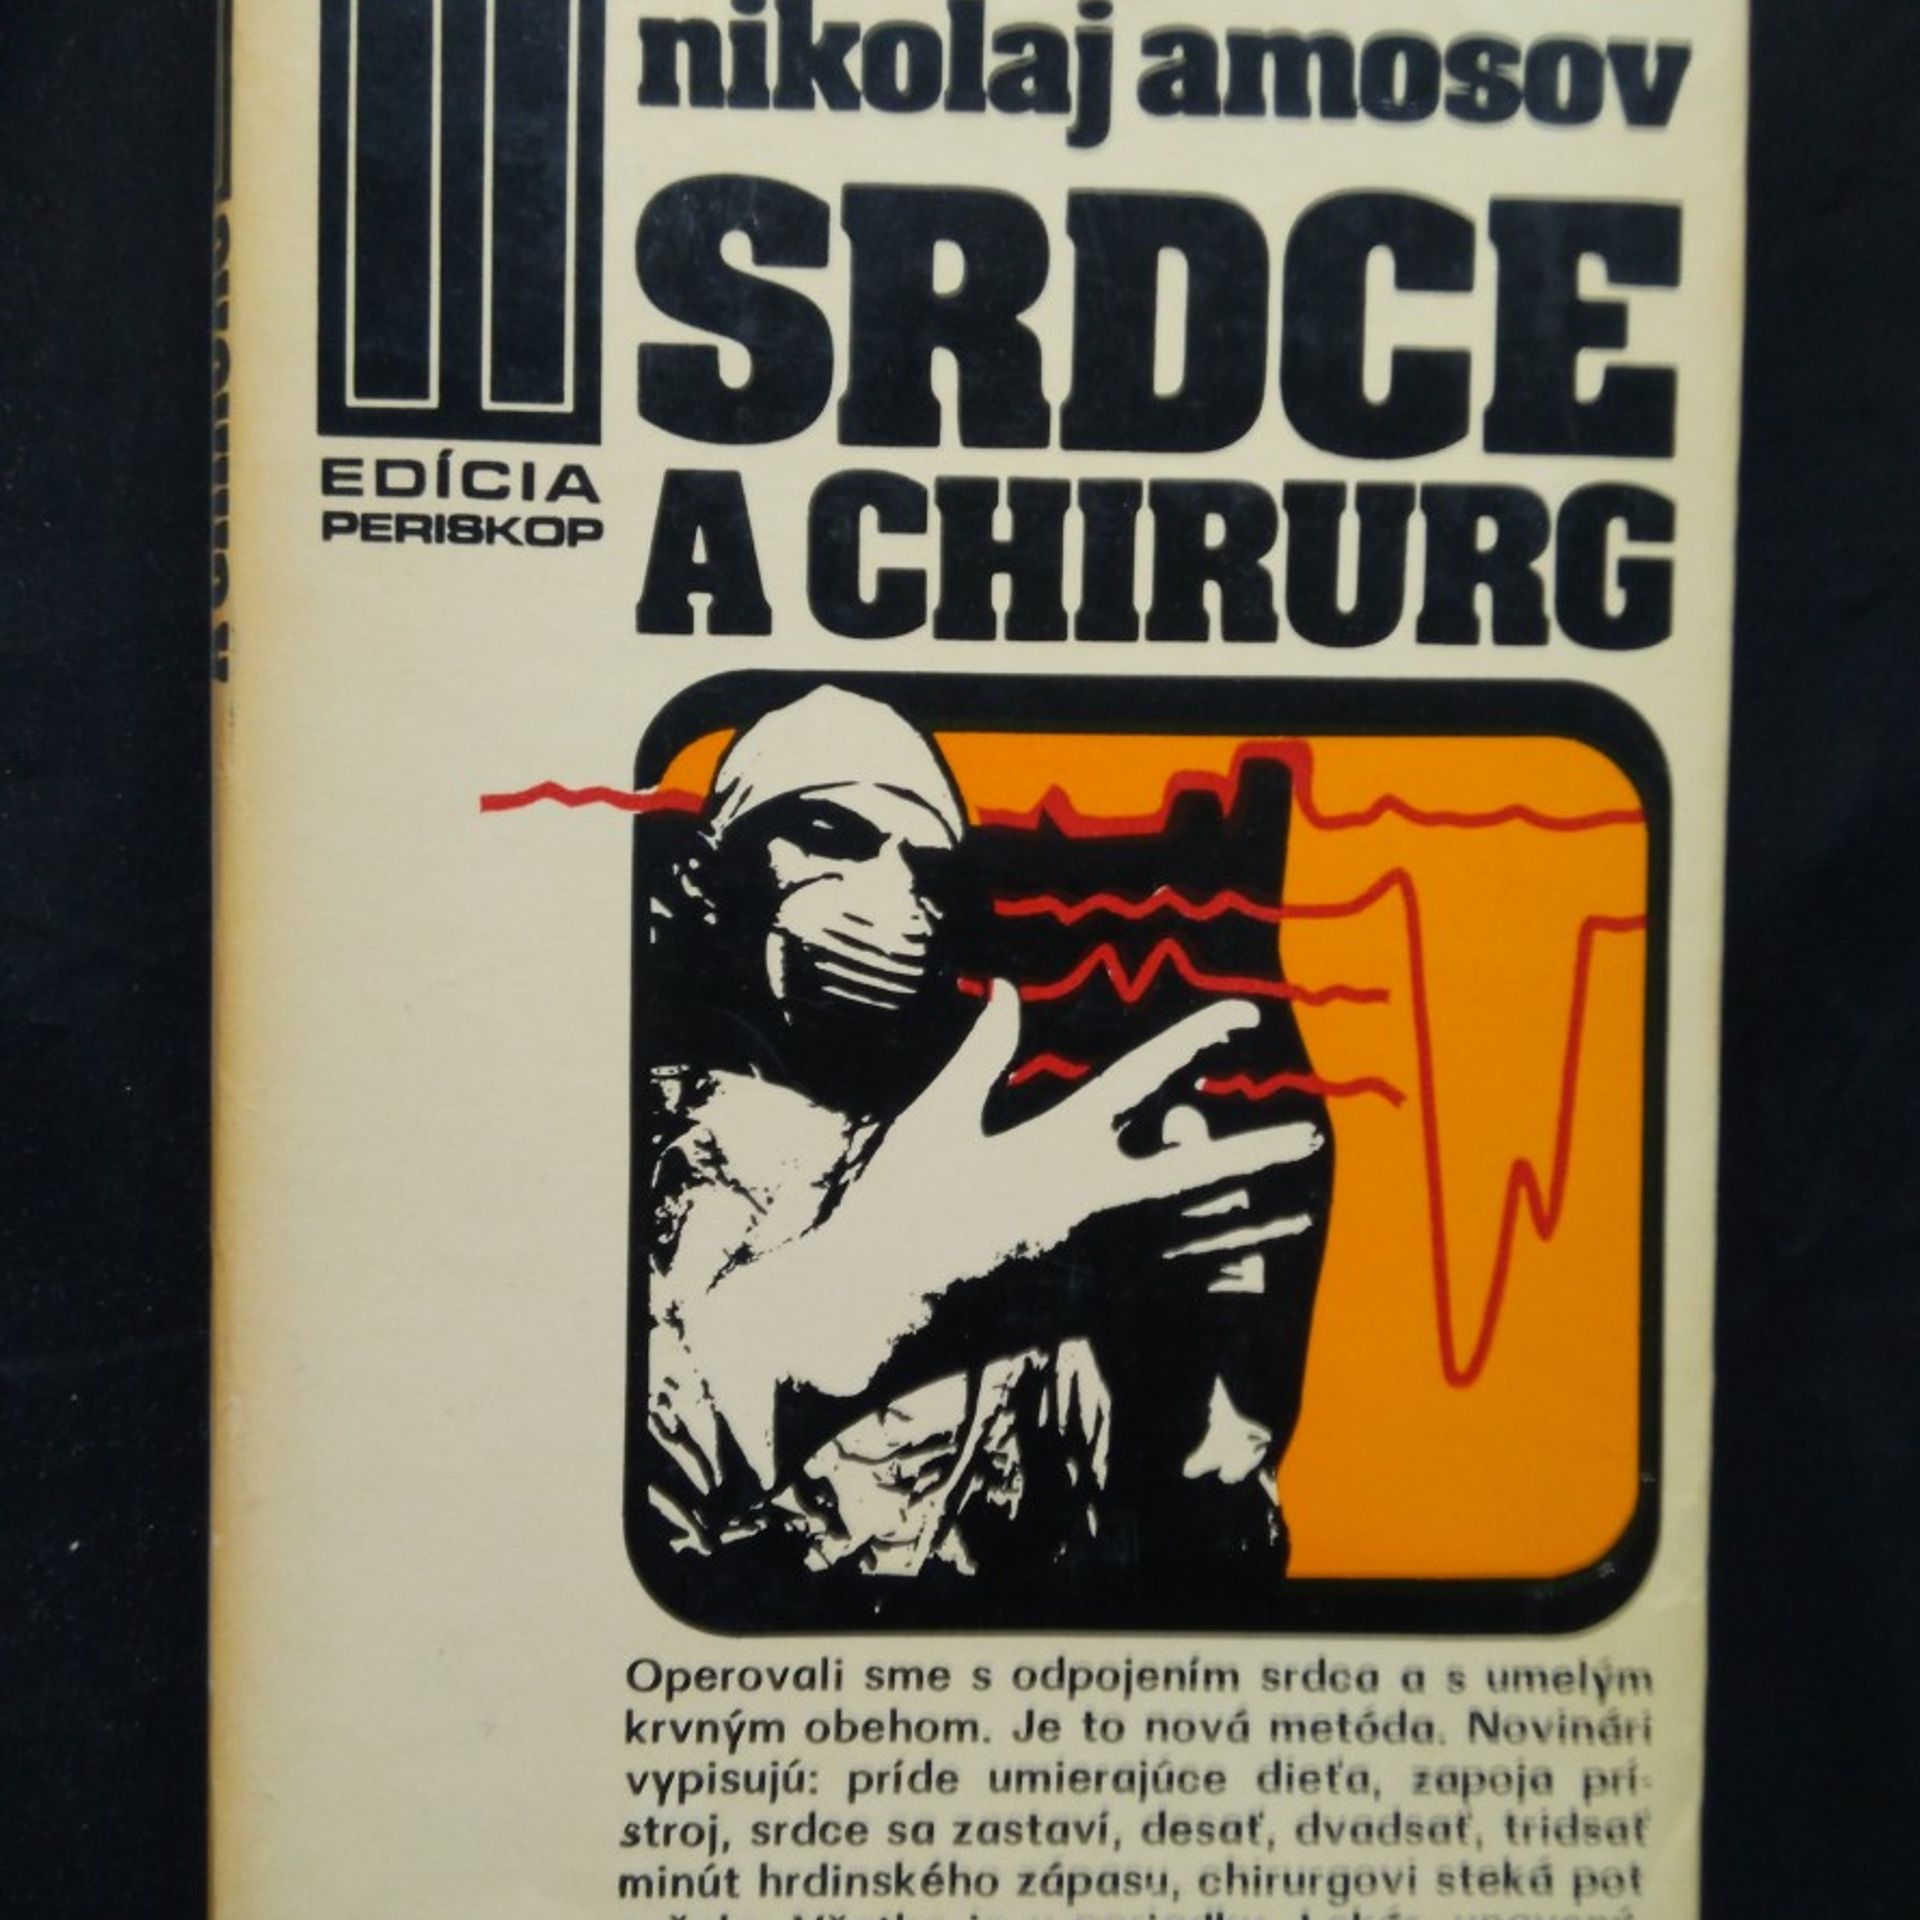 nikolaj amosov
SRDCE
A CHIRURG
EDÍCIA
PERISKOP
Operovali sme s odpojením srdca a s umelým
krvným obehom. Je to nová metóda. Novinári
vypisujú: príde umierajúce dieťa, zapoja prí-
stroj, srdce sa zastaví, desať, dvadsať, tridsať
minút hrdinského zápasu, chirurgovi steká pot